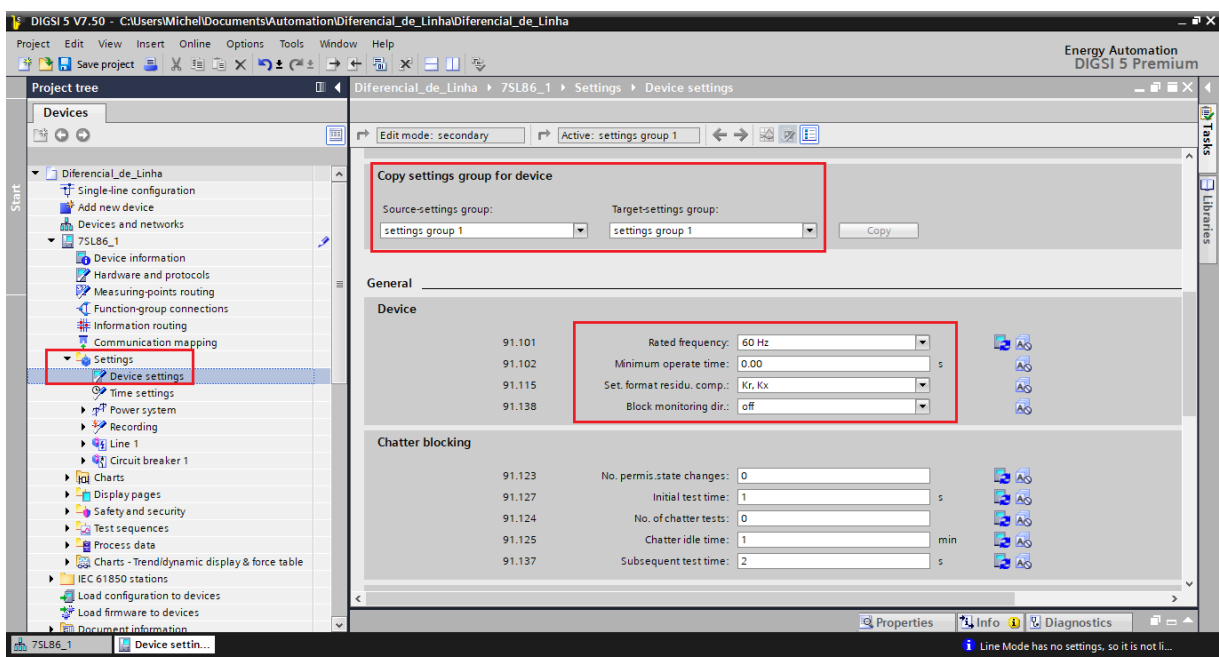 DIGSI 5 V7.50 - C:\Users\Michel\Documents\Automation\Diferencial_de_Linha\Diferencial_de_Linha
Project Edit View Insert Online Options Tools Window Help
Save project
Energy Automation
DIGSI 5 Premium
Project tree
Diferencial_de_Linha 7SL86_1 Settings Device settings
Devices
Edit mode: secondary
Active: settings group 1
Start
Diferencial_de_Linha
Single-line configuration
Add new device
Devices and networks
7SL86_1
Device information
Hardware and protocols
Measuring-points routing
Function-group connections
Information routing
Communication mapping
Settings
Device settings
Time settings
Power system
Recording
Line 1
Circuit breaker 1
Charts
Display pages
Safety and security
Test sequences
Process data
Charts - Trend/dynamic display & force table
IEC 61850 stations
Load configuration to devices
Load firmware to devices
Document information
Copy settings group for device
Source-settings group: Target-settings group:
settings group 1 settings group 1 Copy
General
Device
91.101 Rated frequency: 60 Hz
91.102 Minimum operate time: 0.00 s
91.115 Set. format residu. comp.: Kr, Kx
91.138 Block monitoring dir.: off
Chatter blocking
91.123 No. permis.state changes: 0
91.127 Initial test time: 1 s
91.124 No. of chatter tests: 0
91.125 Chatter idle time: 1 min
91.137 Subsequent test time: 2 s
Tasks
Libraries
Properties Info Diagnostics
7SL86_1 Device settin... Line Mode has no settings, so it is not li...